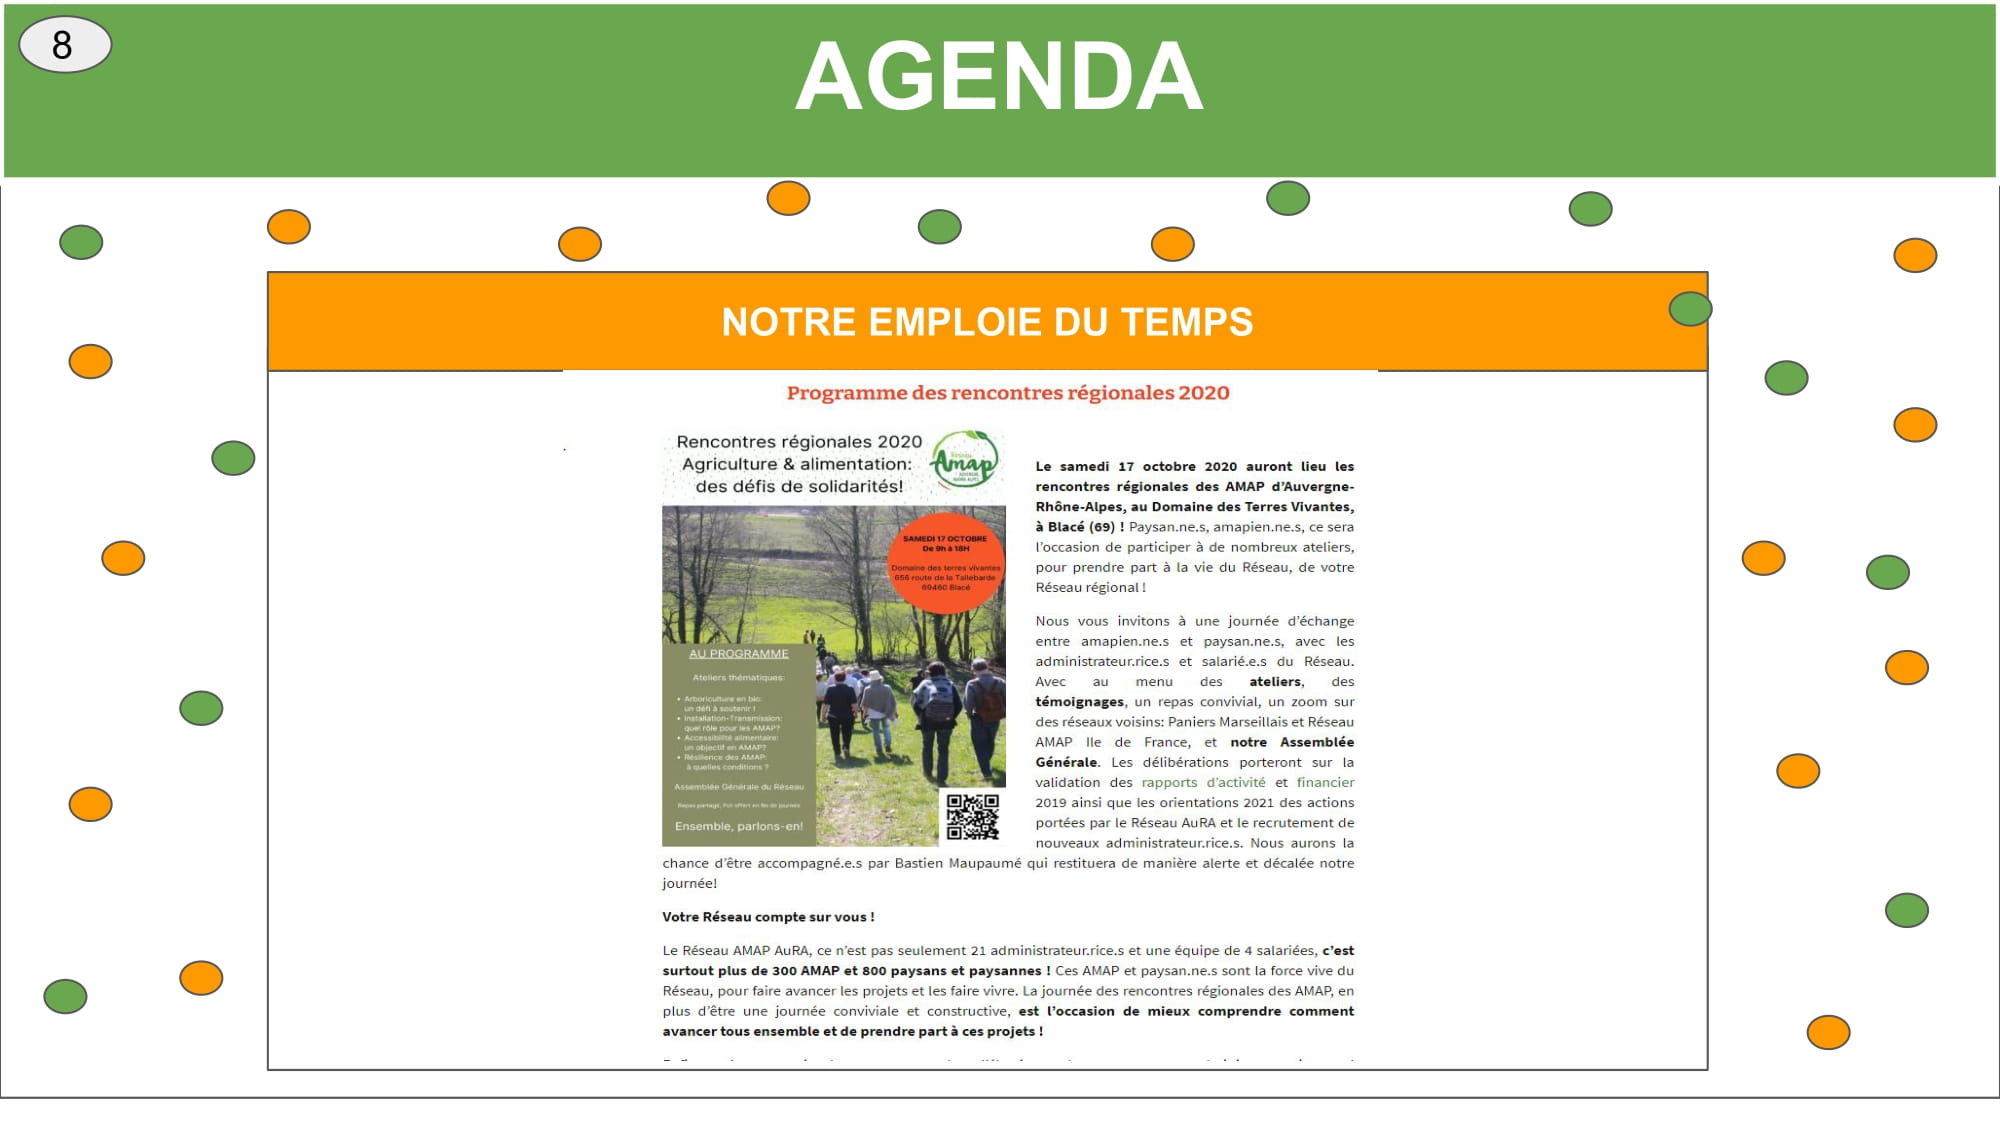 8
AGENDA
NOTRE EMPLOIE DU TEMPS
Programme des rencontres régionales 2020
Rencontres régionales 2020
Agriculture & alimentation:
des défis de solidarités!
Réseau
Amap
AUVERGNE
RHÔNE-ALPES
SAMEDI 17 OCTOBRE
De 9h à 18H
Domaine des terres vivantes
656 route de la Tallebarde
69460 Blacé
AU PROGRAMME
Ateliers thématiques:
• Arboriculture en bio:
un défi à soutenir !
• Installation-Transmission:
quel rôle pour les AMAP?
• Accessibilité alimentaire:
un objectif en AMAP?
• Résilience des AMAP:
à quelles conditions ?
Assemblée Générale du Réseau
Repas partagé, Pot offert en fin de journée
Ensemble, parlons-en!
Le samedi 17 octobre 2020 auront lieu les
rencontres régionales des AMAP d’Auvergne-
Rhône-Alpes, au Domaine des Terres Vivantes,
à Blacé (69) ! Paysan.ne.s, amapien.ne.s, ce sera
l’occasion de participer à de nombreux ateliers,
pour prendre part à la vie du Réseau, de votre
Réseau régional !
Nous vous invitons à une journée d’échange
entre amapien.ne.s et paysan.ne.s, avec les
administrateur.rice.s et salarié.e.s du Réseau.
Avec au menu des ateliers, des
témoignages, un repas convivial, un zoom sur
des réseaux voisins: Paniers Marseillais et Réseau
AMAP Ile de France, et notre Assemblée
Générale. Les délibérations porteront sur la
validation des rapports d’activité et financier
2019 ainsi que les orientations 2021 des actions
portées par le Réseau AuRA et le recrutement de
nouveaux administrateur.rice.s. Nous aurons la
chance d’être accompagné.e.s par Bastien Maupaumé qui restituera de manière alerte et décalée notre
journée!
Votre Réseau compte sur vous !
Le Réseau AMAP AuRA, ce n’est pas seulement 21 administrateur.rice.s et une équipe de 4 salariées, c’est
surtout plus de 300 AMAP et 800 paysans et paysannes ! Ces AMAP et paysan.ne.s sont la force vive du
Réseau, pour faire avancer les projets et les faire vivre. La journée des rencontres régionales des AMAP, en
plus d’être une journée conviviale et constructive, est l’occasion de mieux comprendre comment
avancer tous ensemble et de prendre part à ces projets !